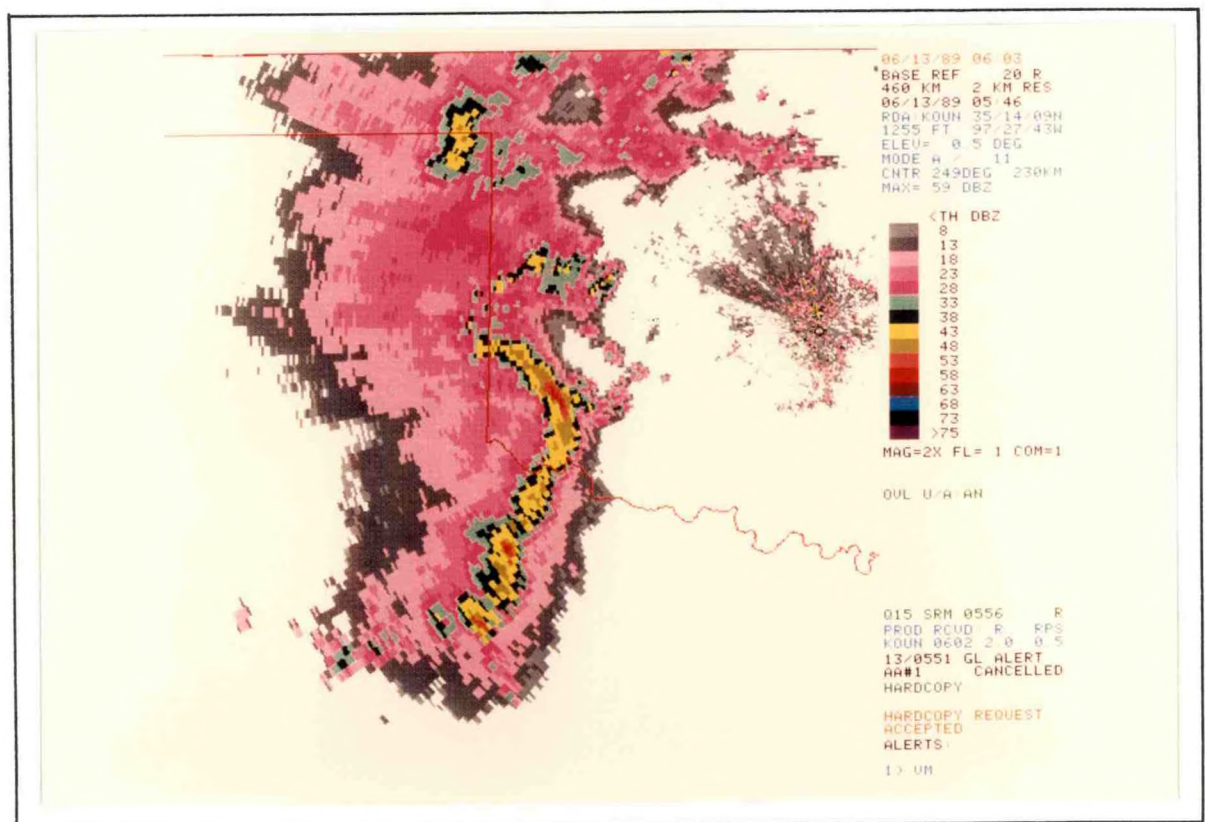 06/13/89 06:03
BASE REF 20 R
460 KM 2 KM RES
06/13/89 05:46
RDA:KOUN 35/14/09N
1255 FT 97/27/43W
ELEV= 0.5 DEG
MODE A / 11
CNTR 249DEG 230KM
MAX= 59 DBZ
<TH DBZ
8
13
18
23
28
33
38
43
48
53
58
63
68
73
>75
MAG=2X FL= 1 COM=1
OVL U/A/AN
Q15 SRM 0556 R
PROD RCVD R RPS
KOUN 0602 2.0 0.5
13/0551 GL ALERT
AA#1 CANCELLED
HARDCOPY
HARDCOPY REQUEST
ACCEPTED
ALERTS:
1) VM